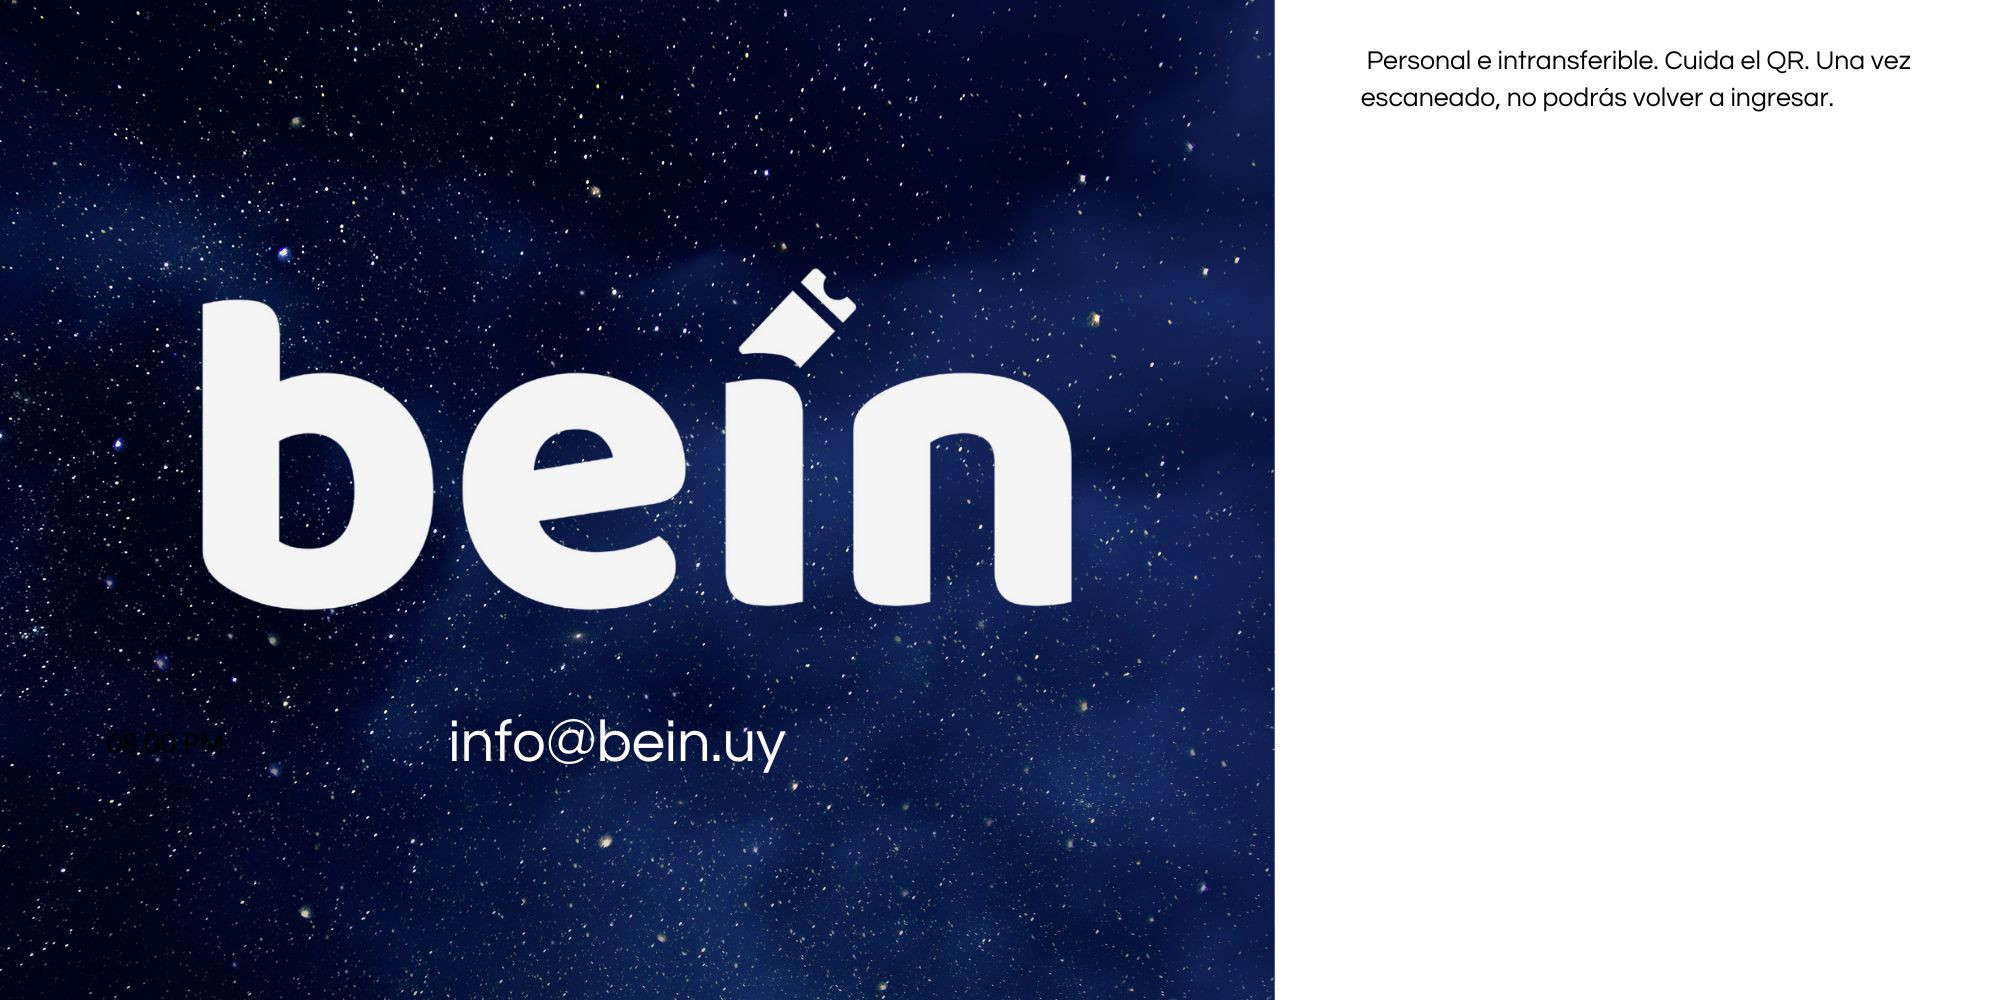 Personal e intransferible. Cuida el QR. Una vez
escaneado, no podrás volver a ingresar.
bein
08.00 PM
info@bein.uy